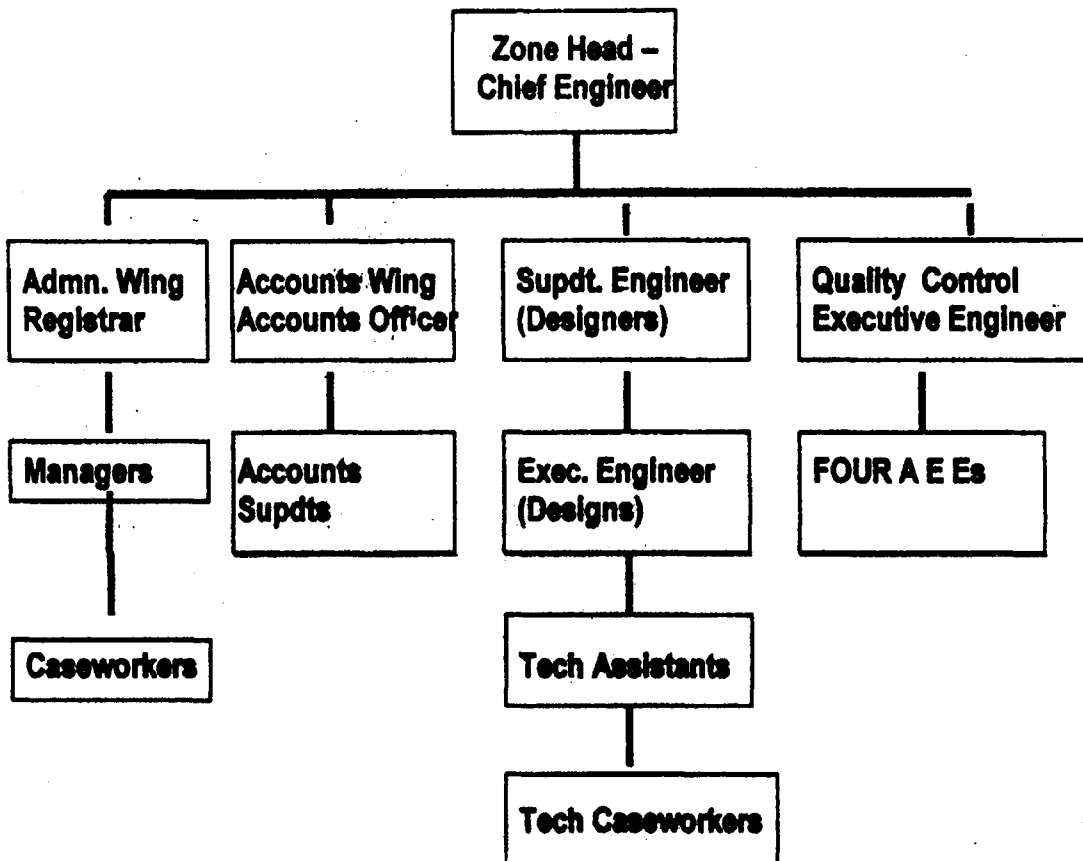 Zone Head –
Chief Engineer
Admn. Wing
Registrar
Accounts Wing
Accounts Officer
Supdt. Engineer
(Designers)
Quality Control
Executive Engineer
Managers
Accounts
Supdts
Exec. Engineer
(Designs)
FOUR A E Es
Caseworkers
Tech Assistants
Tech Caseworkers